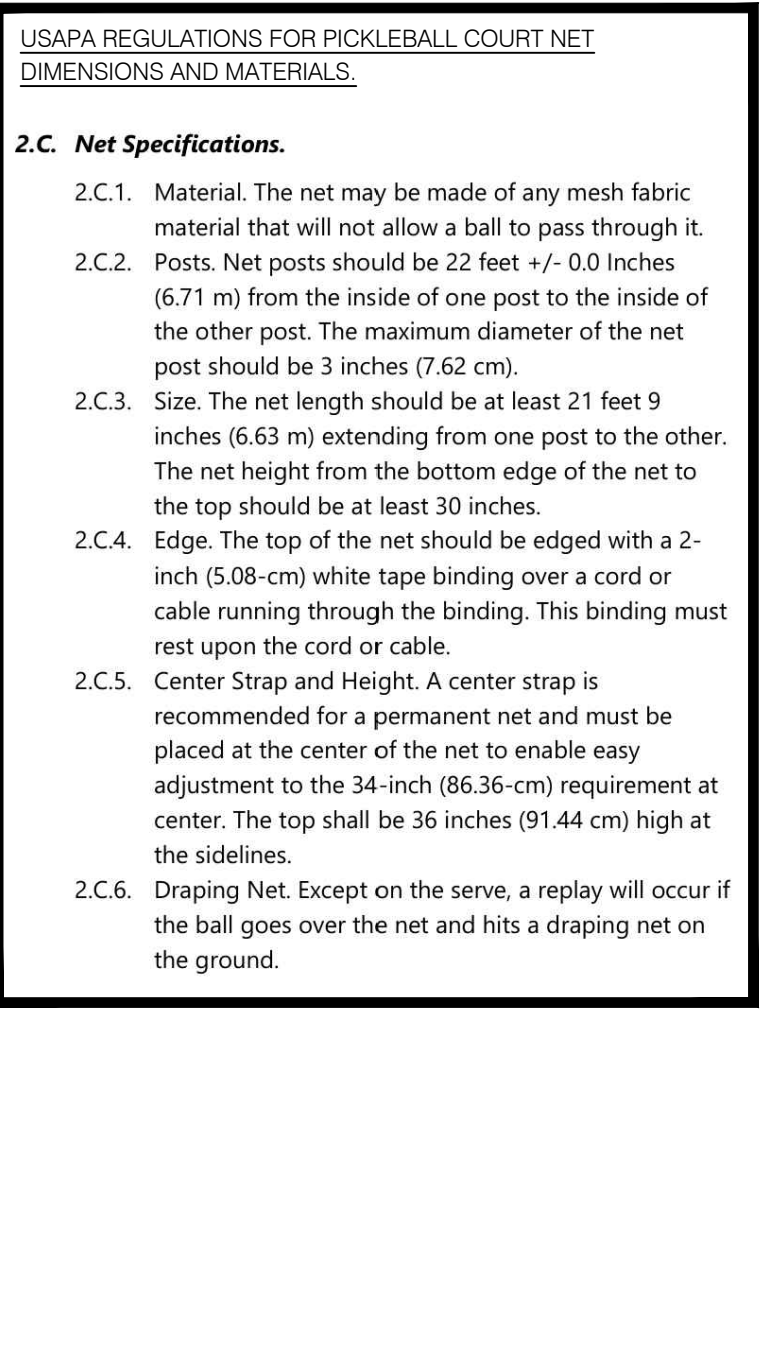 USAPA REGULATIONS FOR PICKLEBALL COURT NET
DIMENSIONS AND MATERIALS.
2.C. Net Specifications.
2.C.1. Material. The net may be made of any mesh fabric
material that will not allow a ball to pass through it.
2.C.2. Posts. Net posts should be 22 feet +/- 0.0 Inches
(6.71 m) from the inside of one post to the inside of
the other post. The maximum diameter of the net
post should be 3 inches (7.62 cm).
2.C.3. Size. The net length should be at least 21 feet 9
inches (6.63 m) extending from one post to the other.
The net height from the bottom edge of the net to
the top should be at least 30 inches.
2.C.4. Edge. The top of the net should be edged with a 2-
inch (5.08-cm) white tape binding over a cord or
cable running through the binding. This binding must
rest upon the cord or cable.
2.C.5. Center Strap and Height. A center strap is
recommended for a permanent net and must be
placed at the center of the net to enable easy
adjustment to the 34-inch (86.36-cm) requirement at
center. The top shall be 36 inches (91.44 cm) high at
the sidelines.
2.C.6. Draping Net. Except on the serve, a replay will occur if
the ball goes over the net and hits a draping net on
the ground.